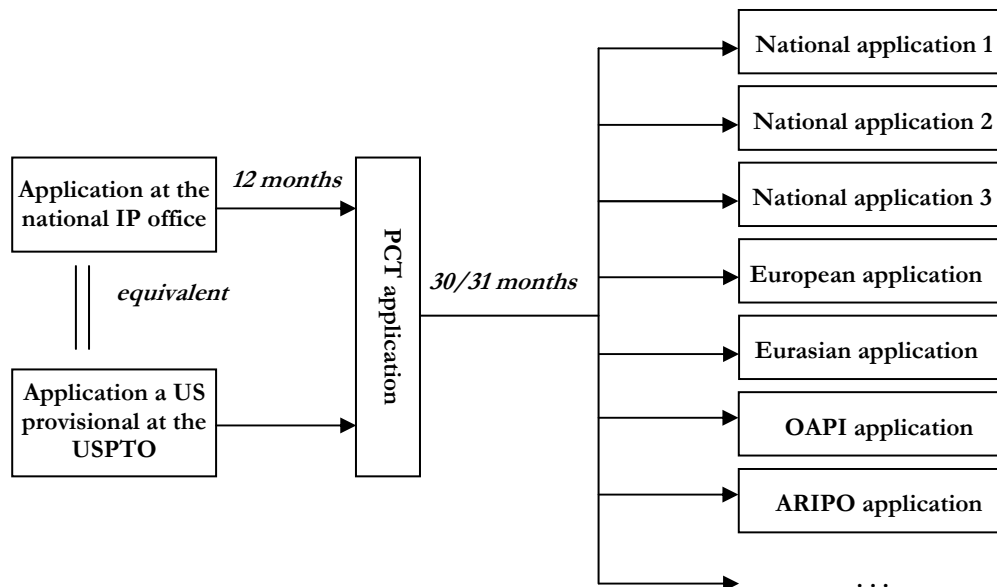 Application at the
national IP office
12 months
equivalent
Application a US
provisional at the
USPTO
PCT application
30/31 months
National application 1
National application 2
National application 3
European application
Eurasian application
OAPI application
ARIPO application
...